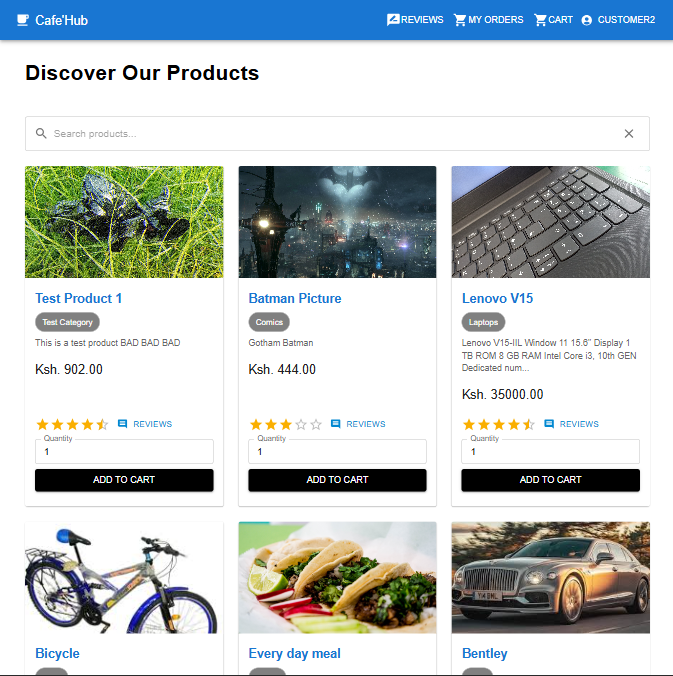 Cafe'Hub
REVIEWS MY ORDERS CART CUSTOMER2
Discover Our Products
Search products...
Test Product 1
Test Category
This is a test product BAD BAD BAD
Ksh. 902.00
REVIEWS
Quantity
1
ADD TO CART
Batman Picture
Comics
Gotham Batman
Ksh. 444.00
REVIEWS
Quantity
1
ADD TO CART
Lenovo V15
Laptops
Lenovo V15-IIL Window 11 15.6" Display 1
TB ROM 8 GB RAM Intel Core i3, 10th GEN
Dedicated num...
Ksh. 35000.00
REVIEWS
Quantity
1
ADD TO CART
Bicycle
Every day meal
Bentley